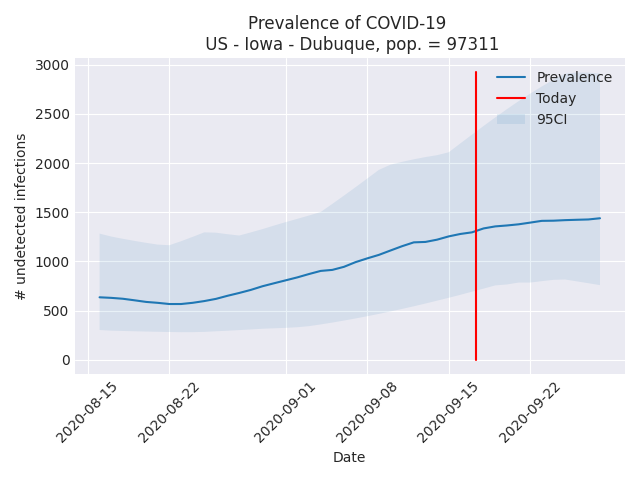 Prevalence of COVID-19
US - Iowa - Dubuque, pop. = 97311
Prevalence
Today
95CI
# undetected infections
3000
2500
2000
1500
1000
500
0
2020-08-15
2020-08-22
2020-09-01
2020-09-08
2020-09-15
2020-09-22
Date